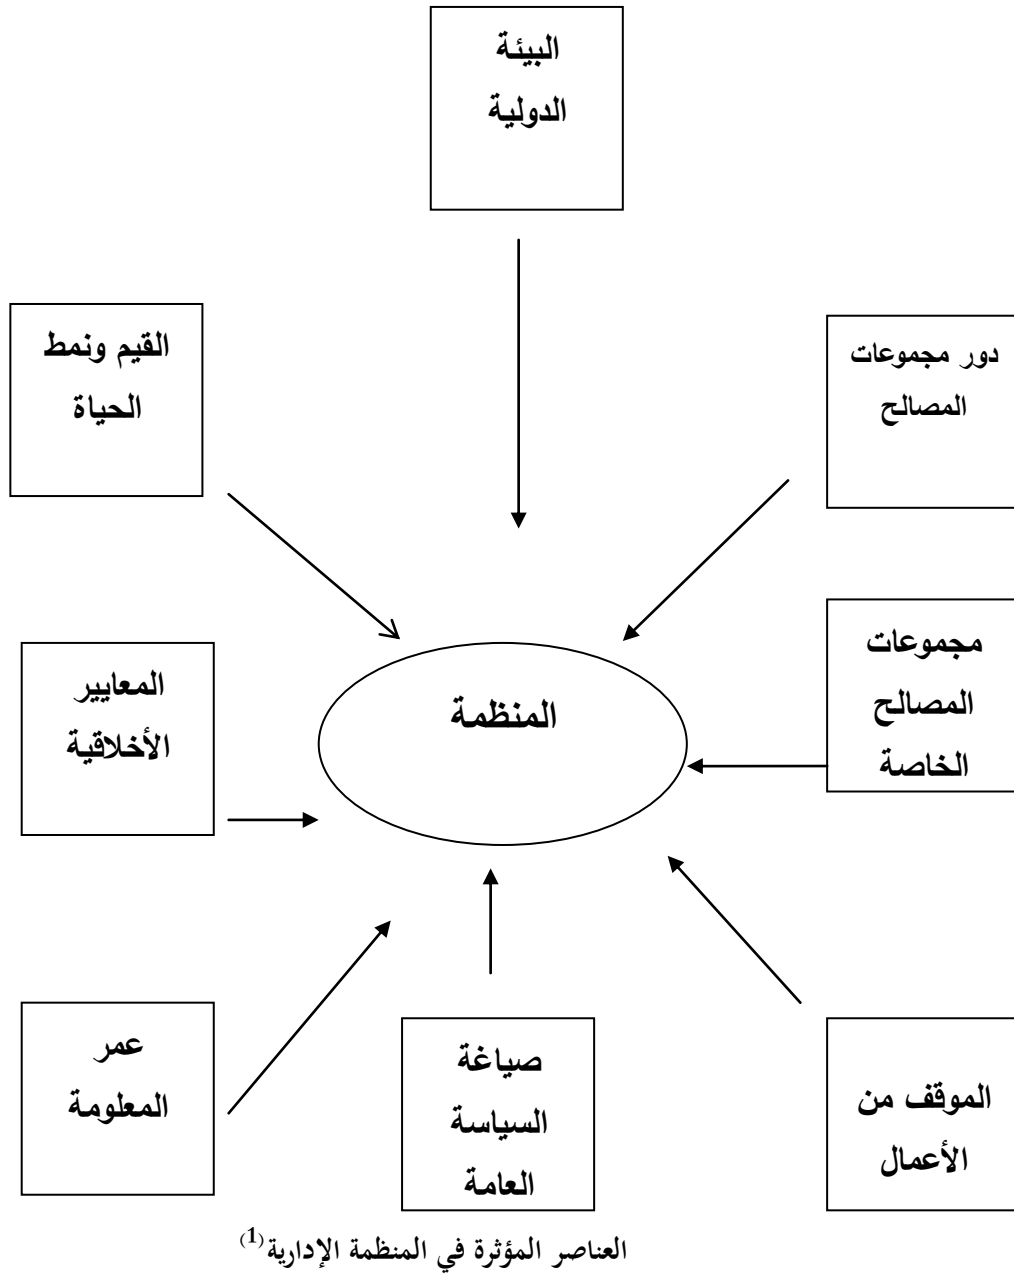 البيئة
الدولية
دور مجموعات
المصالح
القيم ونمط
الحياة
مجموعات
المصالح
الخاصة
المنظمة
المعايير
الأخلاقية
الموقف من
الأعمال
صياغة
السياسة
العامة
عمر
المعلومة
العناصر المؤثرة في المنظمة الإدارية(1)